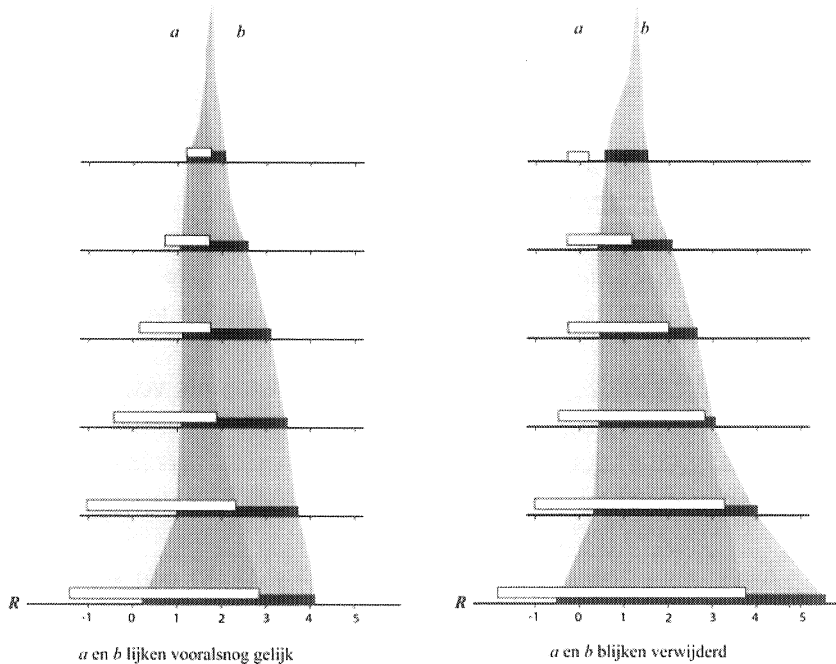 a b
a b
R -1 0 1 2 3 4 5
R -1 0 1 2 3 4 5
a en b lijken vooralsnog gelijk
a en b blijken verwijderd